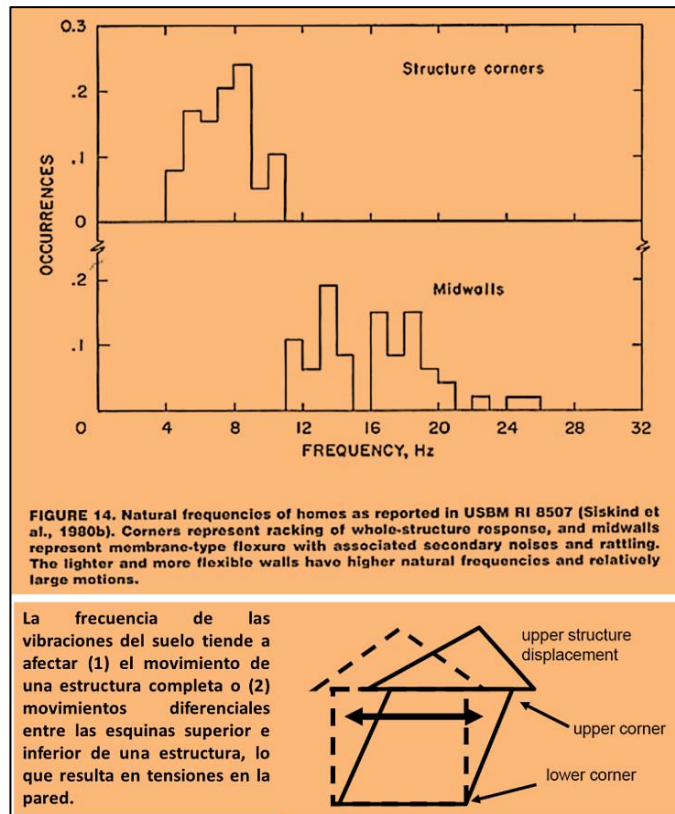 0.3
Structure corners
.2
.1
0
OCCURRENCES
Midwalls
.2
.1
0 4 8 12 16 20 24 28 32
FREQUENCY, Hz
FIGURE 14. Natural frequencies of homes as reported in USBM RI 8507 (Siskind et
al., 1980b). Corners represent racking of whole-structure response, and midwalls
represent membrane-type flexure with associated secondary noises and rattling.
The lighter and more flexible walls have higher natural frequencies and relatively
large motions.
La frecuencia de las
vibraciones del suelo tiende a
afectar (1) el movimiento de
una estructura completa o (2)
movimientos diferenciales
entre las esquinas superior e
inferior de una estructura, lo
que resulta en tensiones en la
pared.
upper structure
displacement
upper corner
lower corner